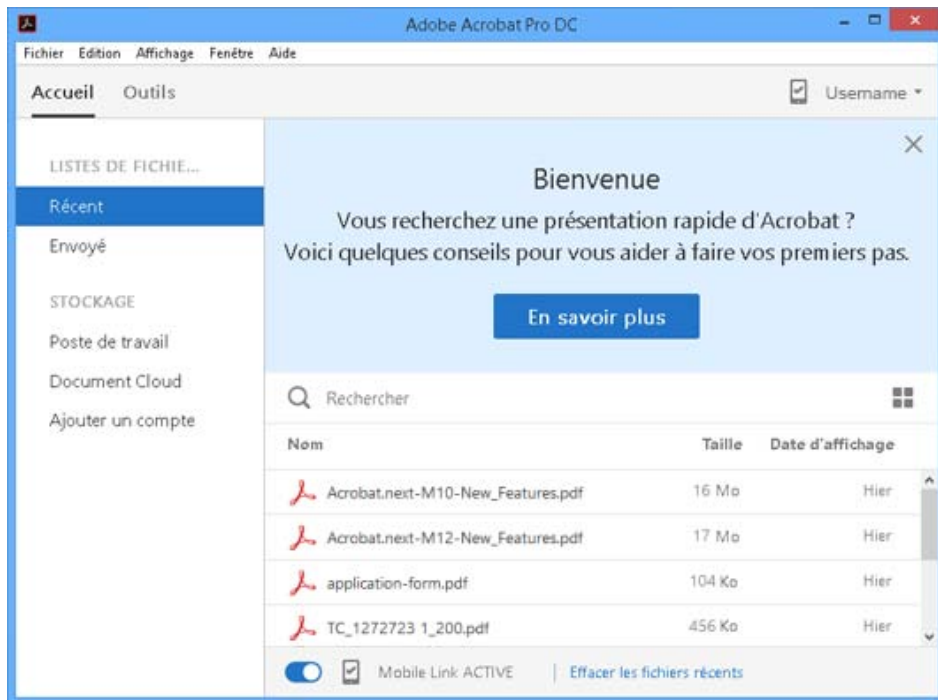 Adobe Acrobat Pro DC
Fichier Edition Affichage Fenêtre Aide
Accueil Outils Username
LISTES DE FICHIE...
Récent
Envoyé
STOCKAGE
Poste de travail
Document Cloud
Ajouter un compte
Bienvenue
Vous recherchez une présentation rapide d'Acrobat ?
Voici quelques conseils pour vous aider à faire vos premiers pas.
En savoir plus
Rechercher
Nom Taille Date d'affichage
Acrobat.next-M10-New_Features.pdf 16 Mo Hier
Acrobat.next-M12-New_Features.pdf 17 Mo Hier
application-form.pdf 104 Ko Hier
TC_1272723 1_200.pdf 456 Ko Hier
Mobile Link ACTIVE | Effacer les fichiers récents